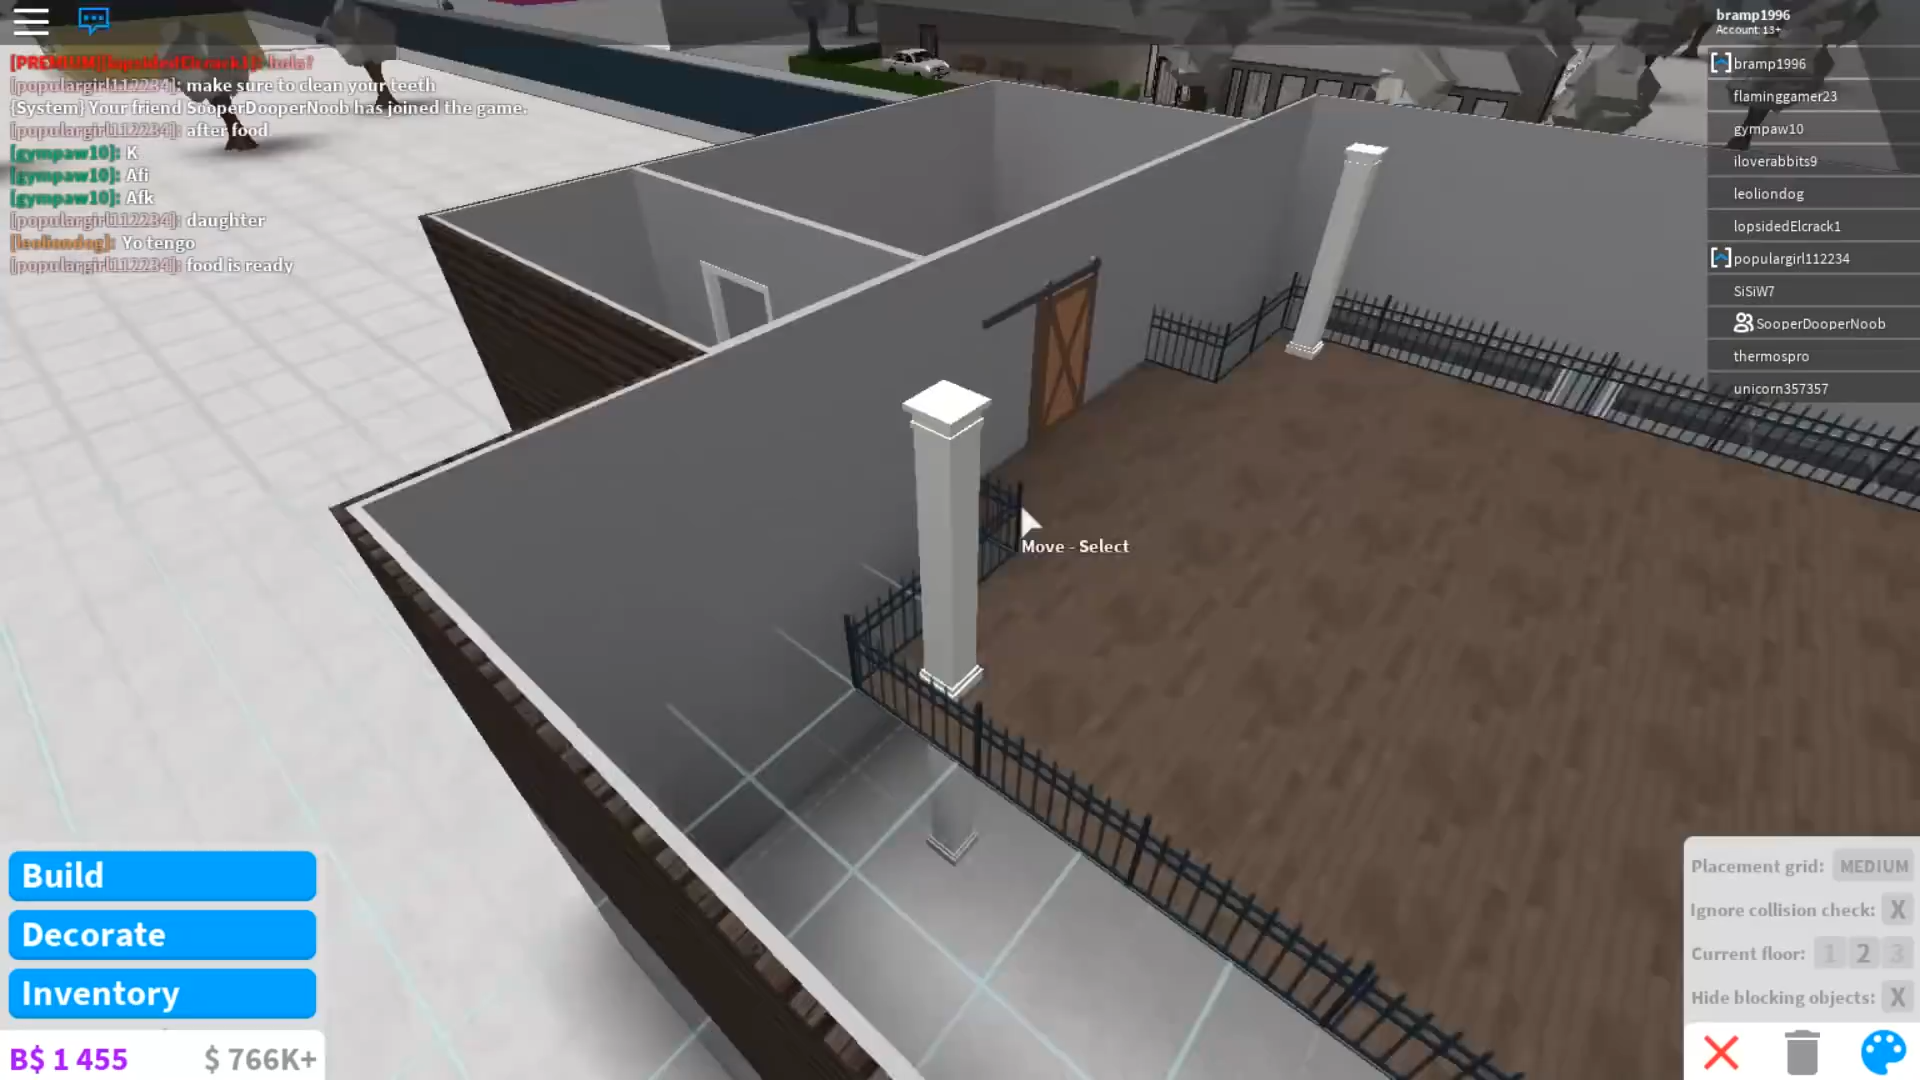 bramp1996
Account: 13+
[PREMIUM][lopsidedElcrack1]: hola?
[populargirl112234]: make sure to clean your teeth
{System} Your friend SooperDooperNoob has joined the game.
[populargirl112234]: after food
[gympaw10]: K
[gympaw10]: Afi
[gympaw10]: Afk
[populargirl112234]: daughter
[leoliondog]: Yo tengo
[populargirl112234]: food is ready
bramp1996
flaminggamer23
gympaw10
iloverabbits9
leoliondog
lopsidedElcrack1
populargirl112234
SiSiW7
SooperDooperNoob
thermospro
unicorn357357
Move - Select
Build
Decorate
Inventory
B$ 1 455
$ 766K+
Placement grid: MEDIUM
Ignore collision check: X
Current floor: 1 2 3
Hide blocking objects: X